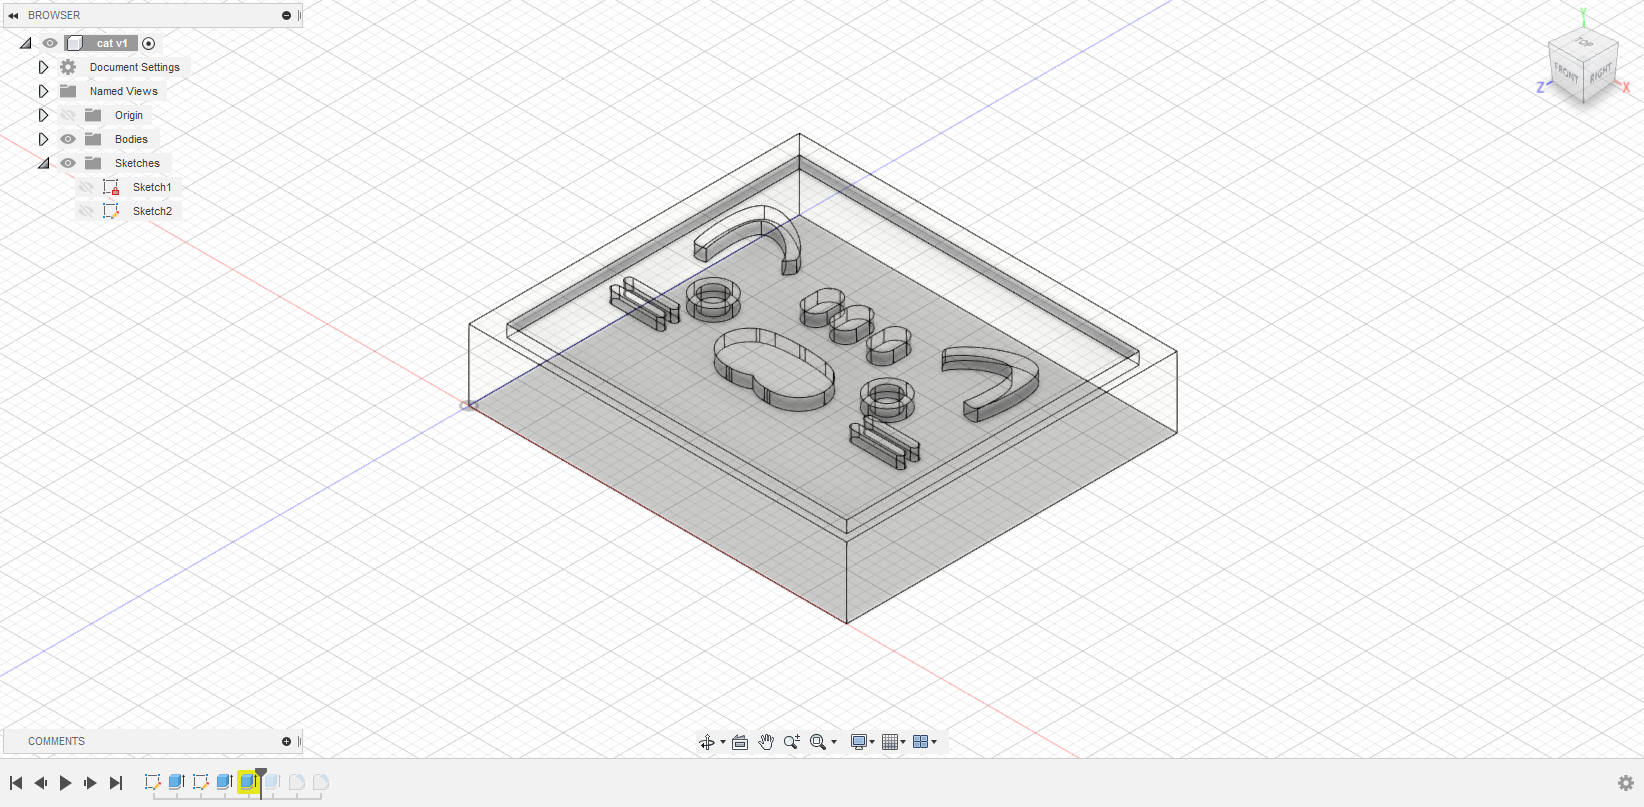 BROWSER
cat v1
Document Settings
Named Views
Origin
Bodies
Sketches
Sketch1
Sketch2
Y
TOP
FRONT
RIGHT
Z
X
COMMENTS